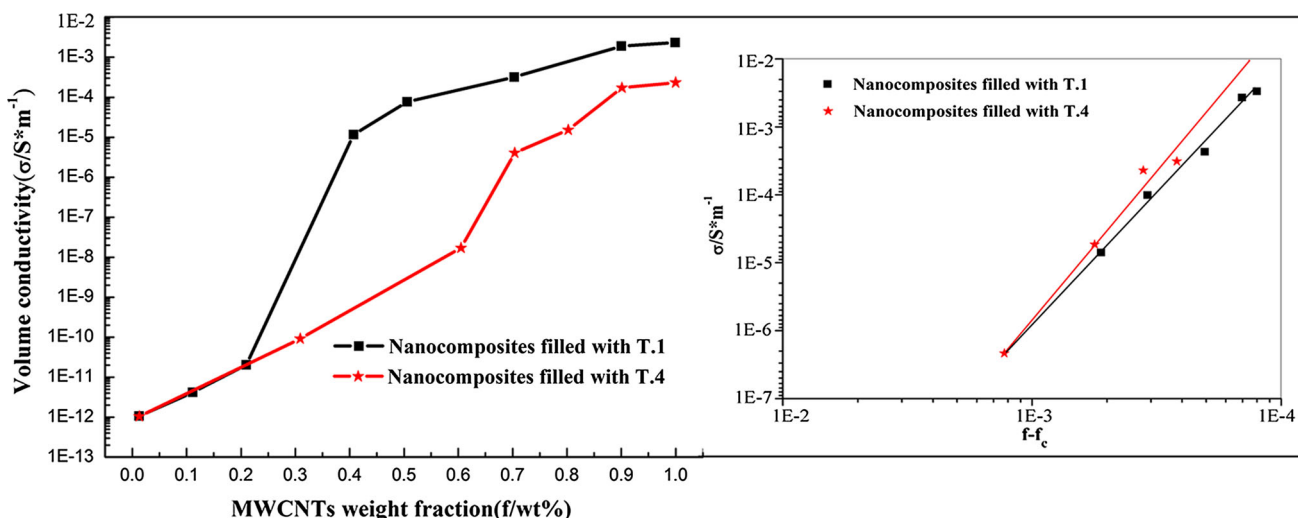 1E-2
1E-3
1E-4
1E-5
1E-6
1E-7
1E-8
1E-9
1E-10
1E-11
1E-12
1E-13
Volume conductivity(σ/S*m⁻¹)
Nanocomposites filled with T.1
Nanocomposites filled with T.4
0.0 0.1 0.2 0.3 0.4 0.5 0.6 0.7 0.8 0.9 1.0
MWCNTs weight fraction(f/wt%)
1E-2
1E-3
1E-4
1E-5
1E-6
1E-7
σ/S*m⁻¹
Nanocomposites filled with T.1
Nanocomposites filled with T.4
1E-2 1E-3 1E-4
f-fc